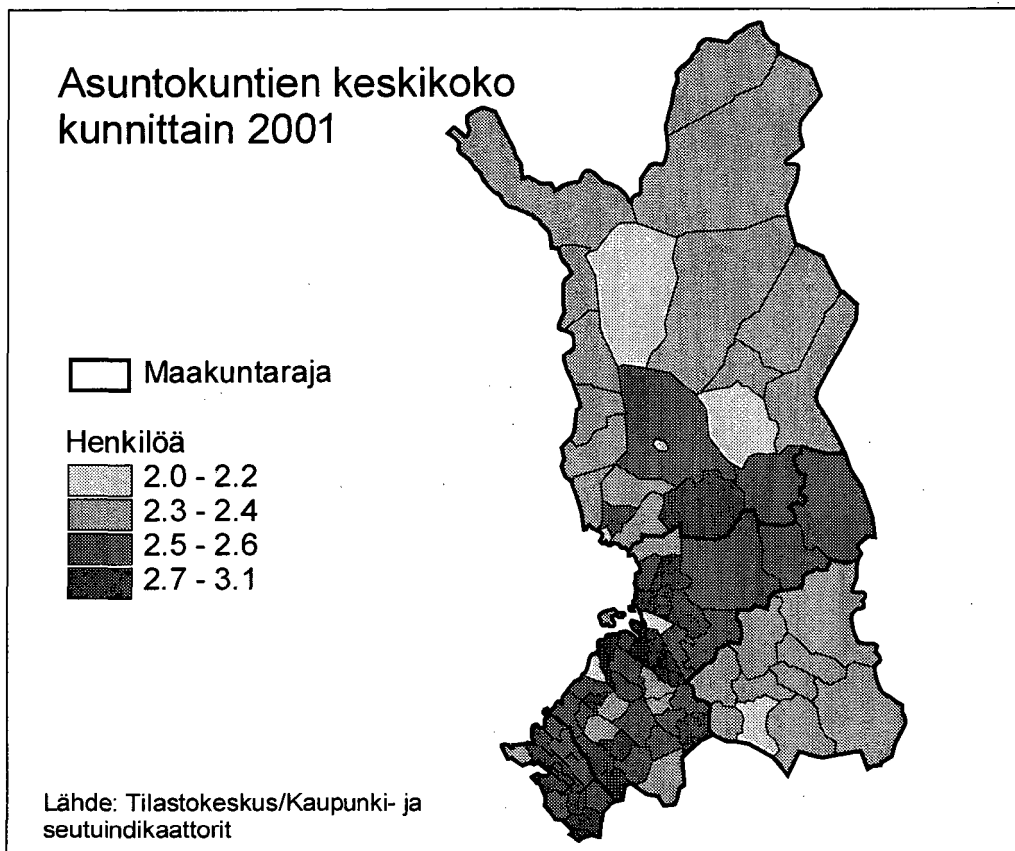 Asuntokuntien keskikoko
kunnittain 2001
Maakuntaraja
Henkilöä
2.0 - 2.2
2.3 - 2.4
2.5 - 2.6
2.7 - 3.1
Lähde: Tilastokeskus/Kaupunki- ja
seutuindikaattorit